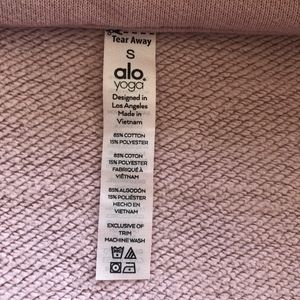 Tear Away
S
alo.
yoga
Designed in
Los Angeles
Made in
Vietnam
85% COTTON
15% POLYESTER
85% COTON
15% POLYESTER
FABRIQUÉ À
VIÊTNAM
85% ALGODÓN
15% POLIÉSTER
HECHO EN
VIETNAM
EXCLUSIVE OF
TRIM
MACHINE WASH